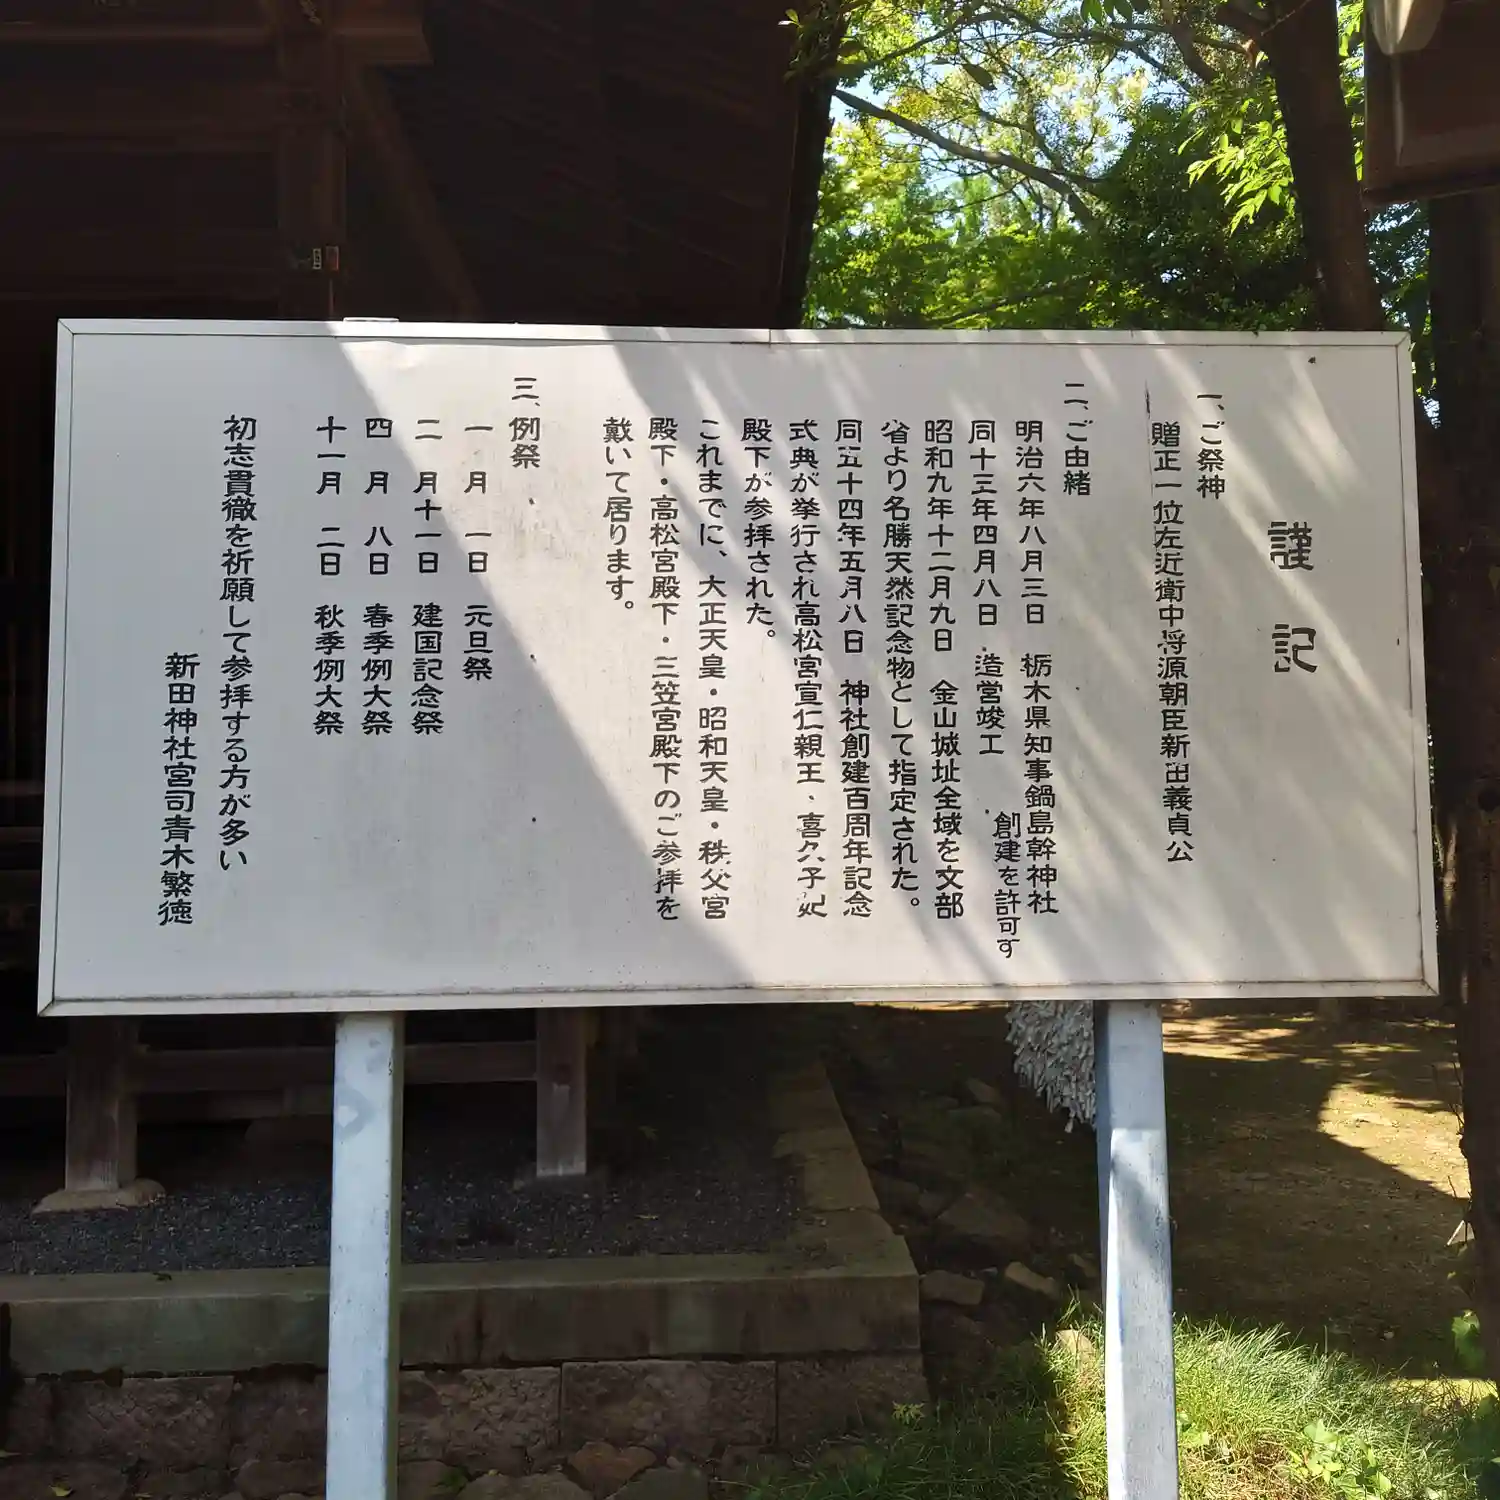 謹記
一、ご祭神
贈正一位左近衛中将源朝臣新田義貞公
二、ご由緒
明治六年八月三日 栃木県知事鍋島幹神社
創建を許可す
同十三年四月八日 造営竣工
昭和九年十二月九日 金山城址全域を文部
省より名勝天然記念物として指定された。
同五十四年五月八日 神社創建百周年記念
式典が挙行され高松宮宣仁親王・喜久子妃
殿下が参拝された。
これまでに、大正天皇・昭和天皇・秩父宮
殿下・高松宮殿下・三笠宮殿下のご参拝を
戴いて居ります。
三、例祭
一月 一日 元旦祭
二月十一日 建国記念祭
四月 八日 春季例大祭
十一月 二日 秋季例大祭
初志貫徹を祈願して参拝する方が多い
新田神社宮司青木繁徳